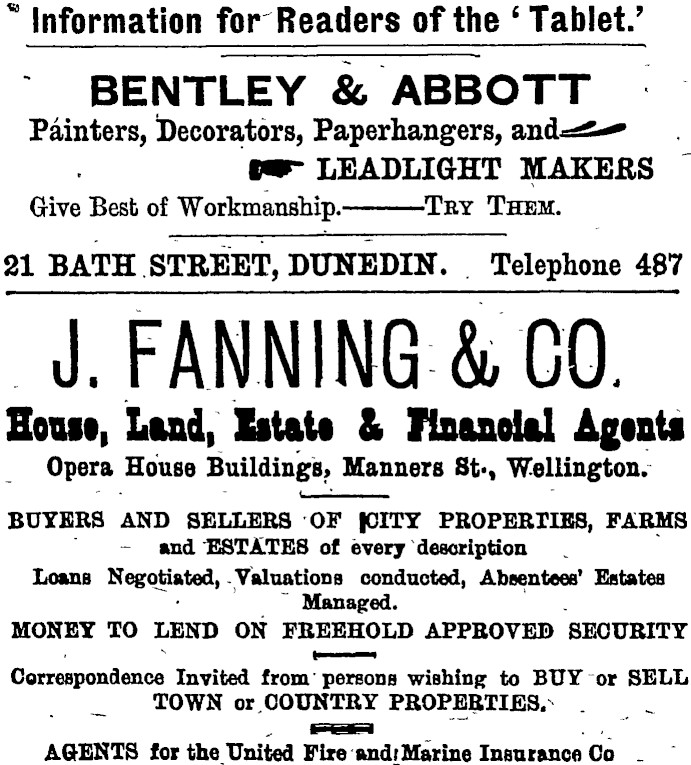 Information for Readers of the ‘Tablet.’
BENTLEY & ABBOTT
Painters, Decorators, Paperhangers, and
LEADLIGHT MAKERS
Give Best of Workmanship.——TRY THEM.
21 BATH STREET, DUNEDIN. Telephone 487
J. FANNING & CO.
House, Land, Estate & Financial Agents
Opera House Buildings, Manners St., Wellington.
BUYERS AND SELLERS OF CITY PROPERTIES, FARMS
and ESTATES of every description
Loans Negotiated, Valuations conducted, Absentees’ Estates
Managed.
MONEY TO LEND ON FREEHOLD APPROVED SECURITY
Correspondence Invited from persons wishing to BUY or SELL
TOWN or COUNTRY PROPERTIES.
AGENTS for the United Fire and Marine Insurance Co